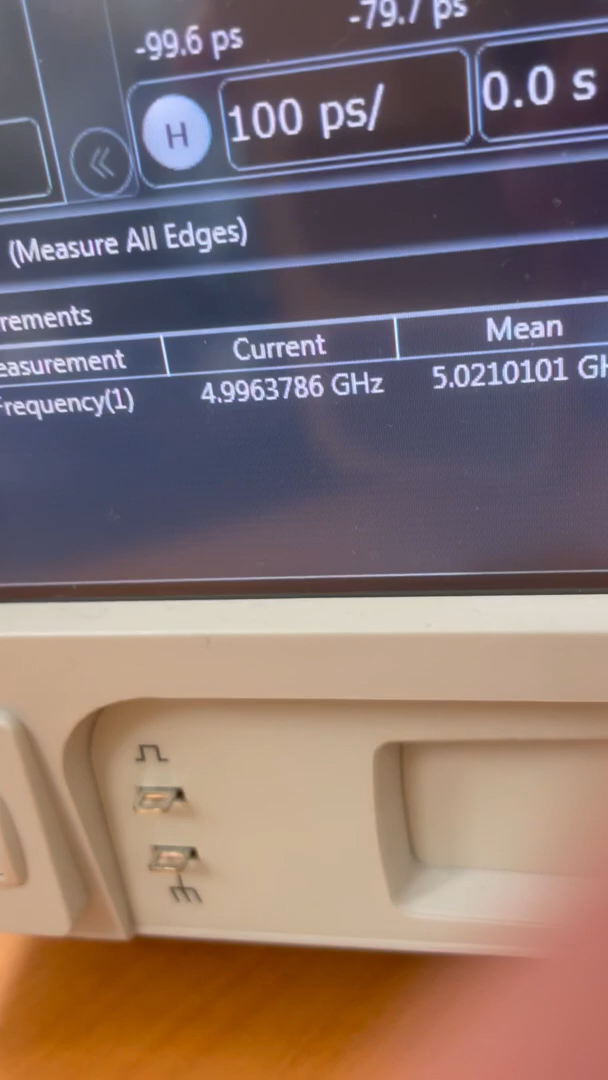 -99.6 ps -79.7 ps
H 100 ps/ 0.0 s
(Measure All Edges)
rements
easurement Current Mean
Frequency(1) 4.9963786 GHz 5.0210101 GH